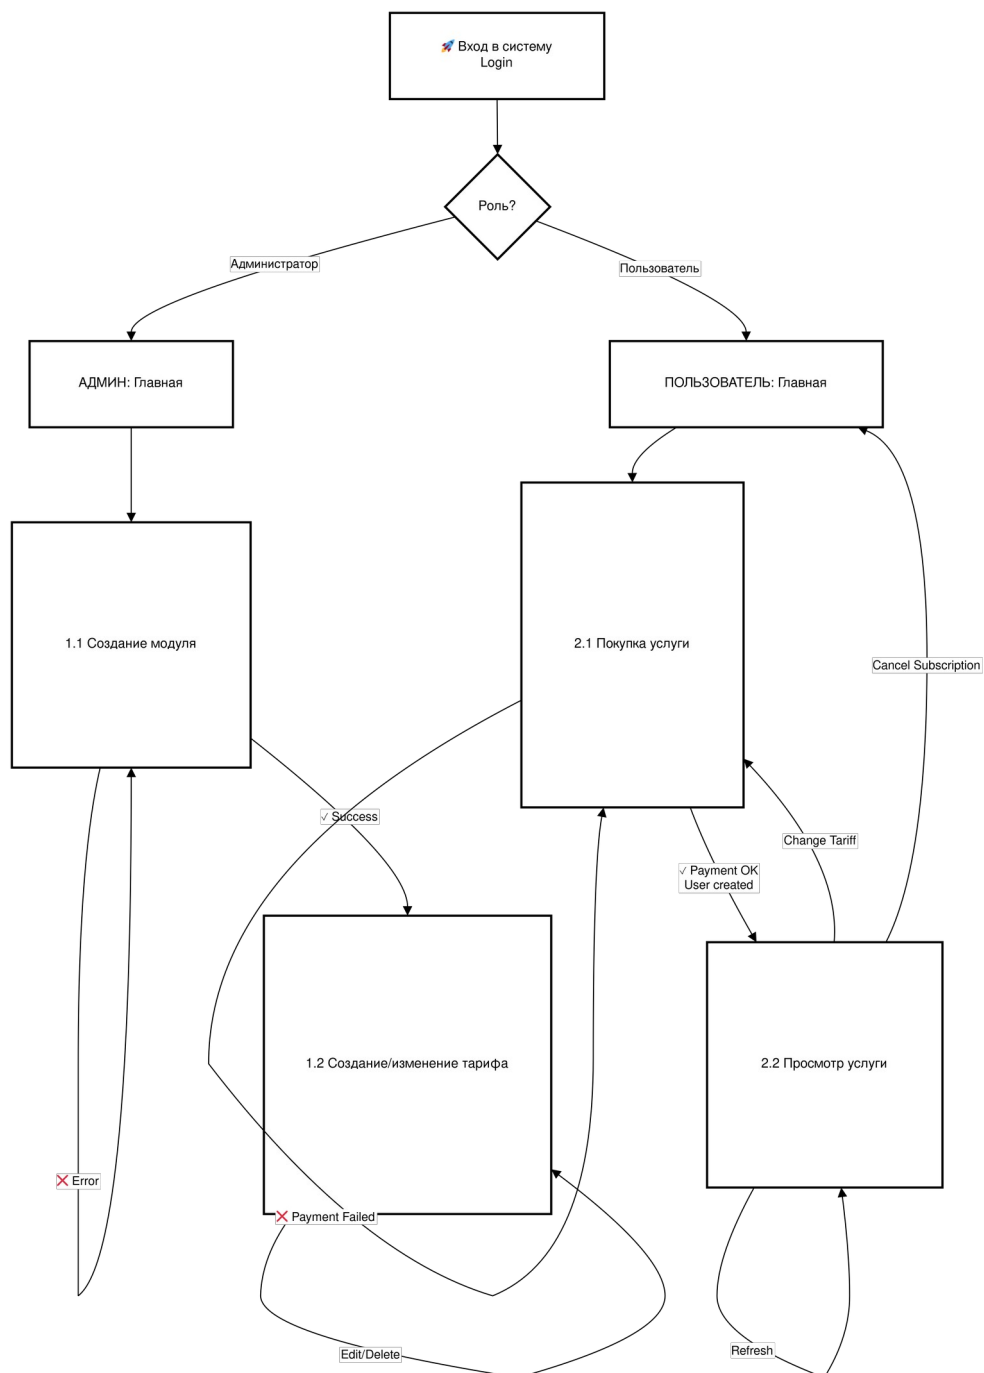 🚀 Вход в систему
Login
Роль?
Администратор
Пользователь
АДМИН: Главная
ПОЛЬЗОВАТЕЛЬ: Главная
1.1 Создание модуля
2.1 Покупка услуги
Cancel Subscription
✓ Success
Change Tariff
✓ Payment OK
User created
1.2 Создание/изменение тарифа
2.2 Просмотр услуги
❌ Error
❌ Payment Failed
Edit/Delete
Refresh